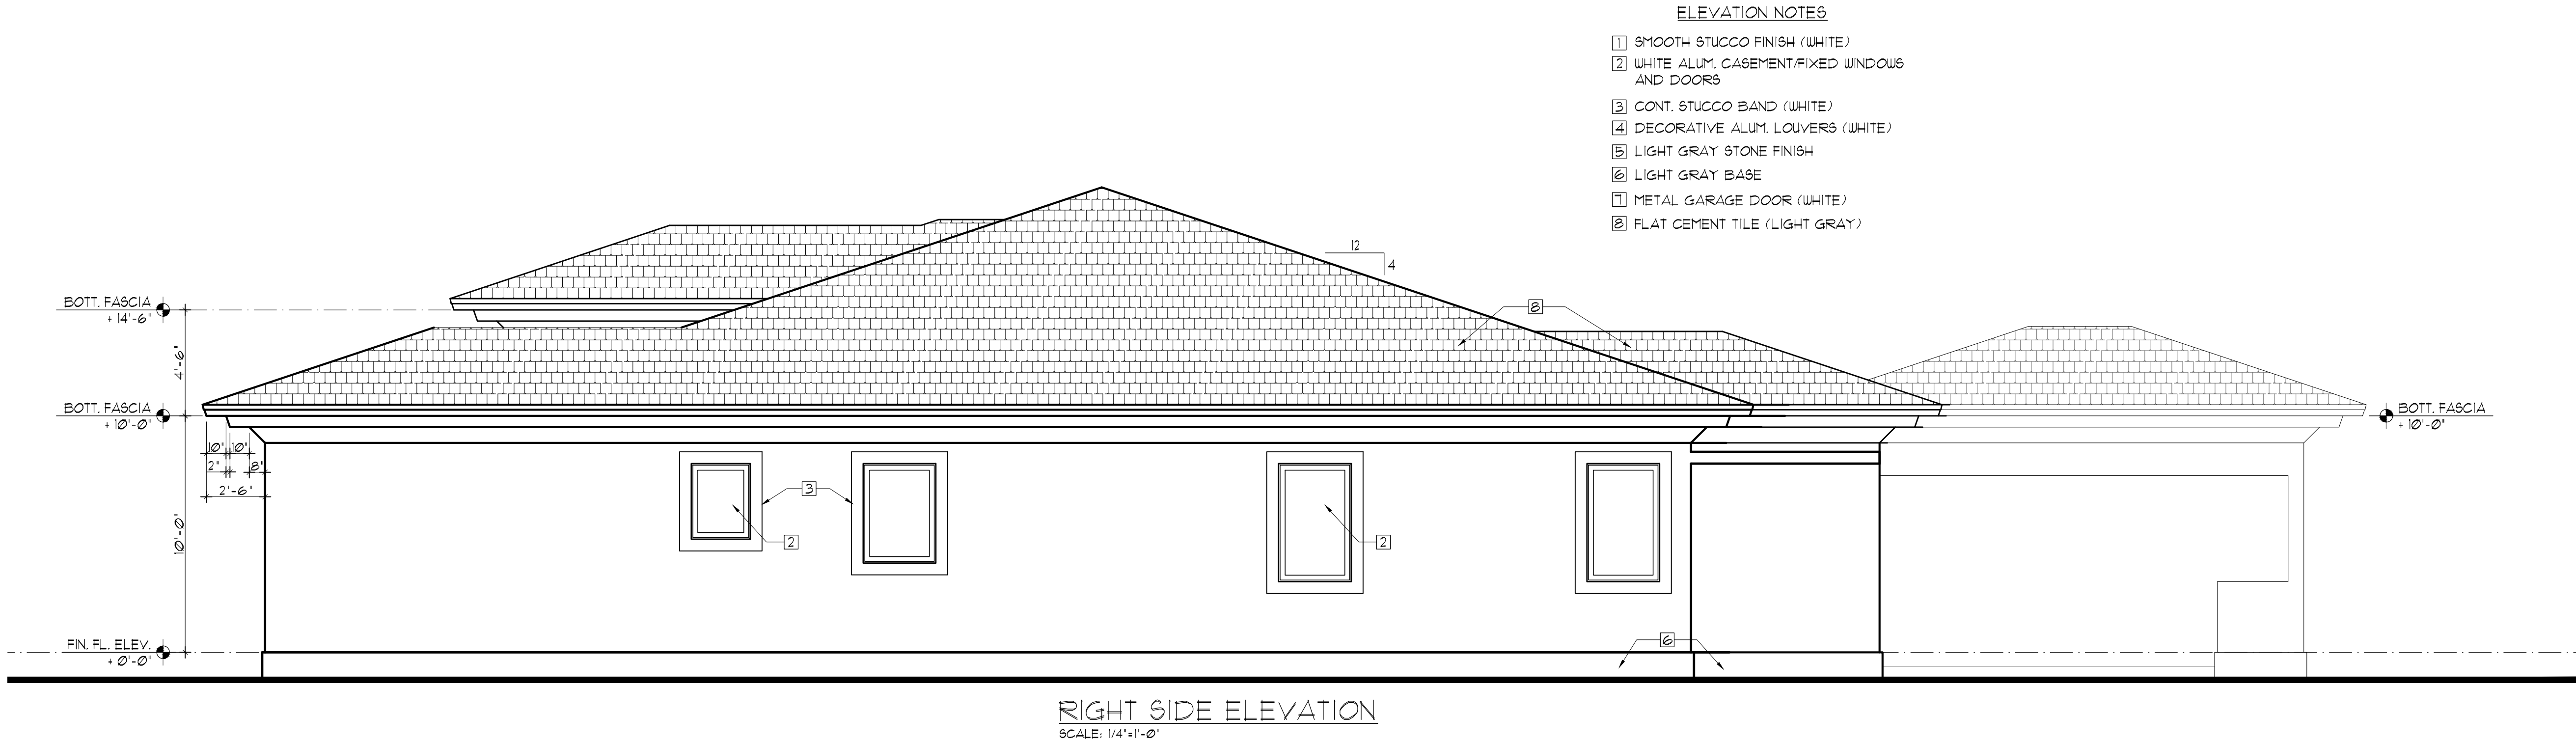 ELEVATION NOTES
1 SMOOTH STUCCO FINISH (WHITE)
2 WHITE ALUM. CASEMENT/FIXED WINDOWS
AND DOORS
3 CONT. STUCCO BAND (WHITE)
4 DECORATIVE ALUM. LOUVERS (WHITE)
5 LIGHT GRAY STONE FINISH
6 LIGHT GRAY BASE
7 METAL GARAGE DOOR (WHITE)
8 FLAT CEMENT TILE (LIGHT GRAY)
12
4
BOTT. FASCIA
+ 14'-6"
8
4'-6"
BOTT. FASCIA
+ 10'-0"
BOTT. FASCIA
+ 10'-0"
10" 10"
2" 8"
2'-6"
3
10'-0"
2
2
6
FIN. FL. ELEV.
+ 0'-0"
RIGHT SIDE ELEVATION
SCALE: 1/4"=1'-0"